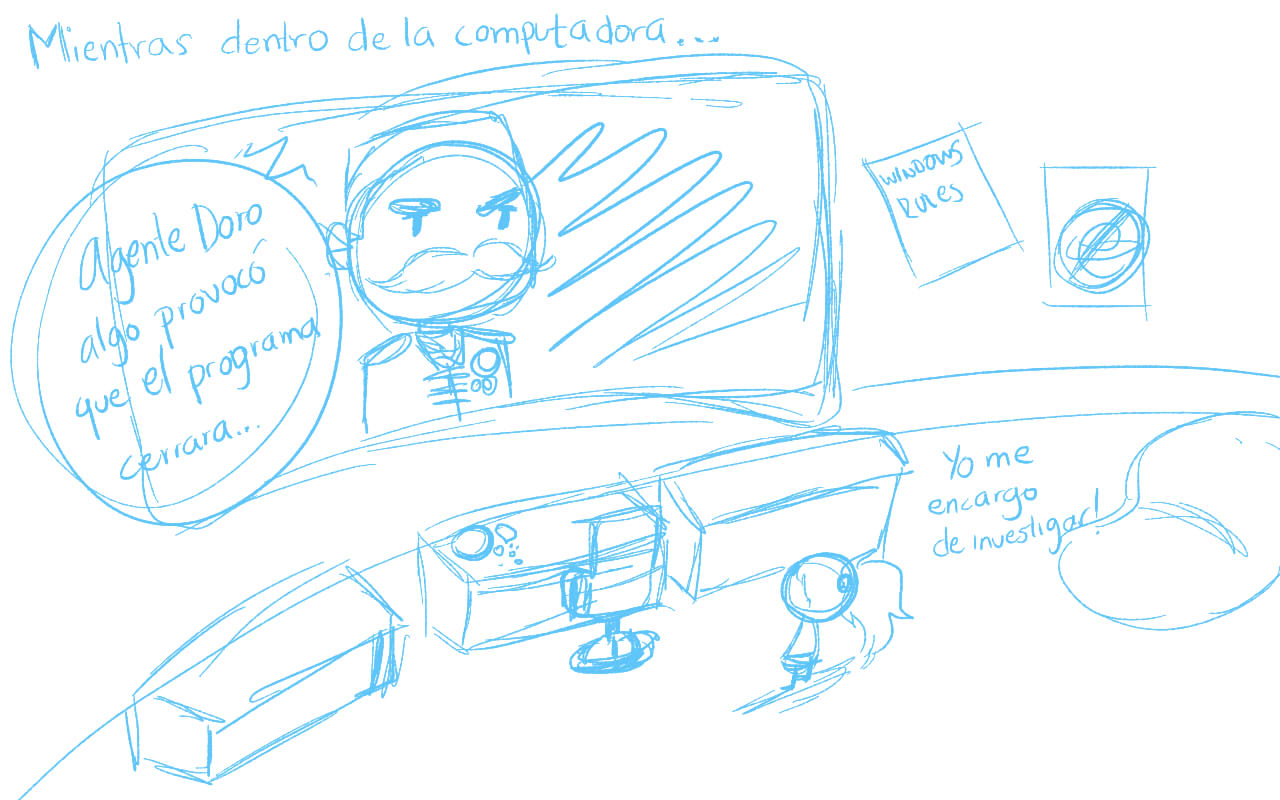 Mientras dentro de la computadora...
Agente Doro
algo provocó
que el programa
cerrara...
WINDOWS
RULES
Yo me
encargo
de investigar!